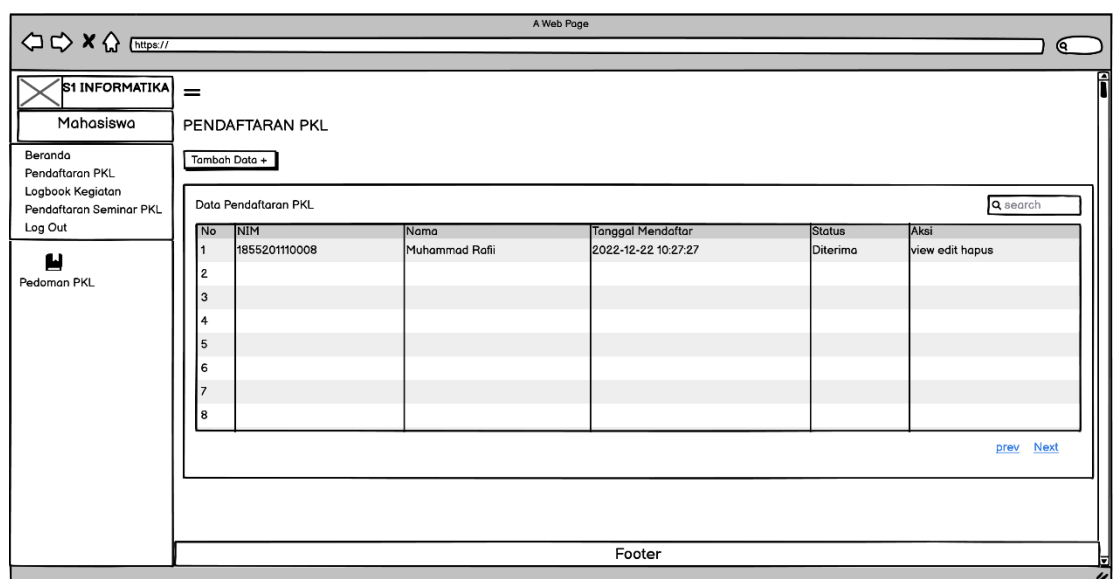 A Web Page
https://
S1 INFORMATIKA
Mahasiswa
Beranda
Pendaftaran PKL
Logbook Kegiatan
Pendaftaran Seminar PKL
Log Out
Pedoman PKL
PENDAFTARAN PKL
Tambah Data +
Data Pendaftaran PKL
search
No NIM Nama Tanggal Mendaftar Status Aksi
1 1855201110008 Muhammad Rafii 2022-12-22 10:27:27 Diterima view edit hapus
2
3
4
5
6
7
8
prev Next
Footer